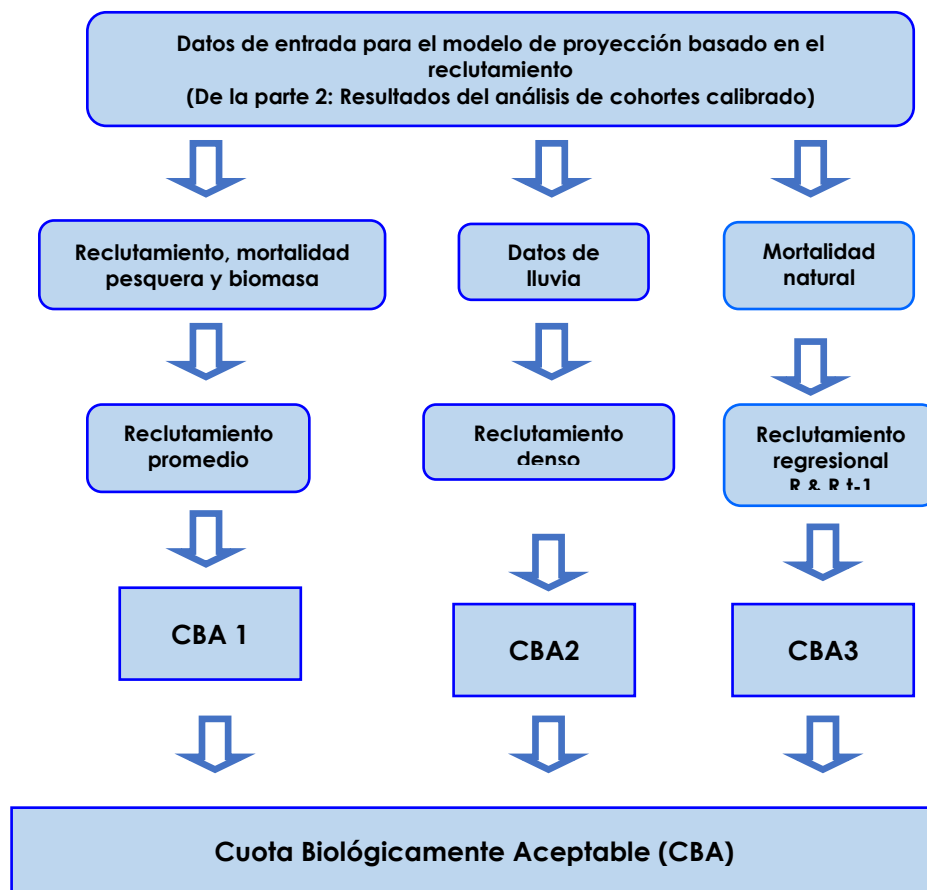 Datos de entrada para el modelo de proyección basado en el
reclutamiento
(De la parte 2: Resultados del análisis de cohortes calibrado)
Reclutamiento, mortalidad
pesquera y biomasa
Datos de
lluvia
Mortalidad
natural
Reclutamiento
promedio
Reclutamiento
denso
Reclutamiento
regresional
R & R t-1
CBA 1
CBA2
CBA3
Cuota Biológicamente Aceptable (CBA)